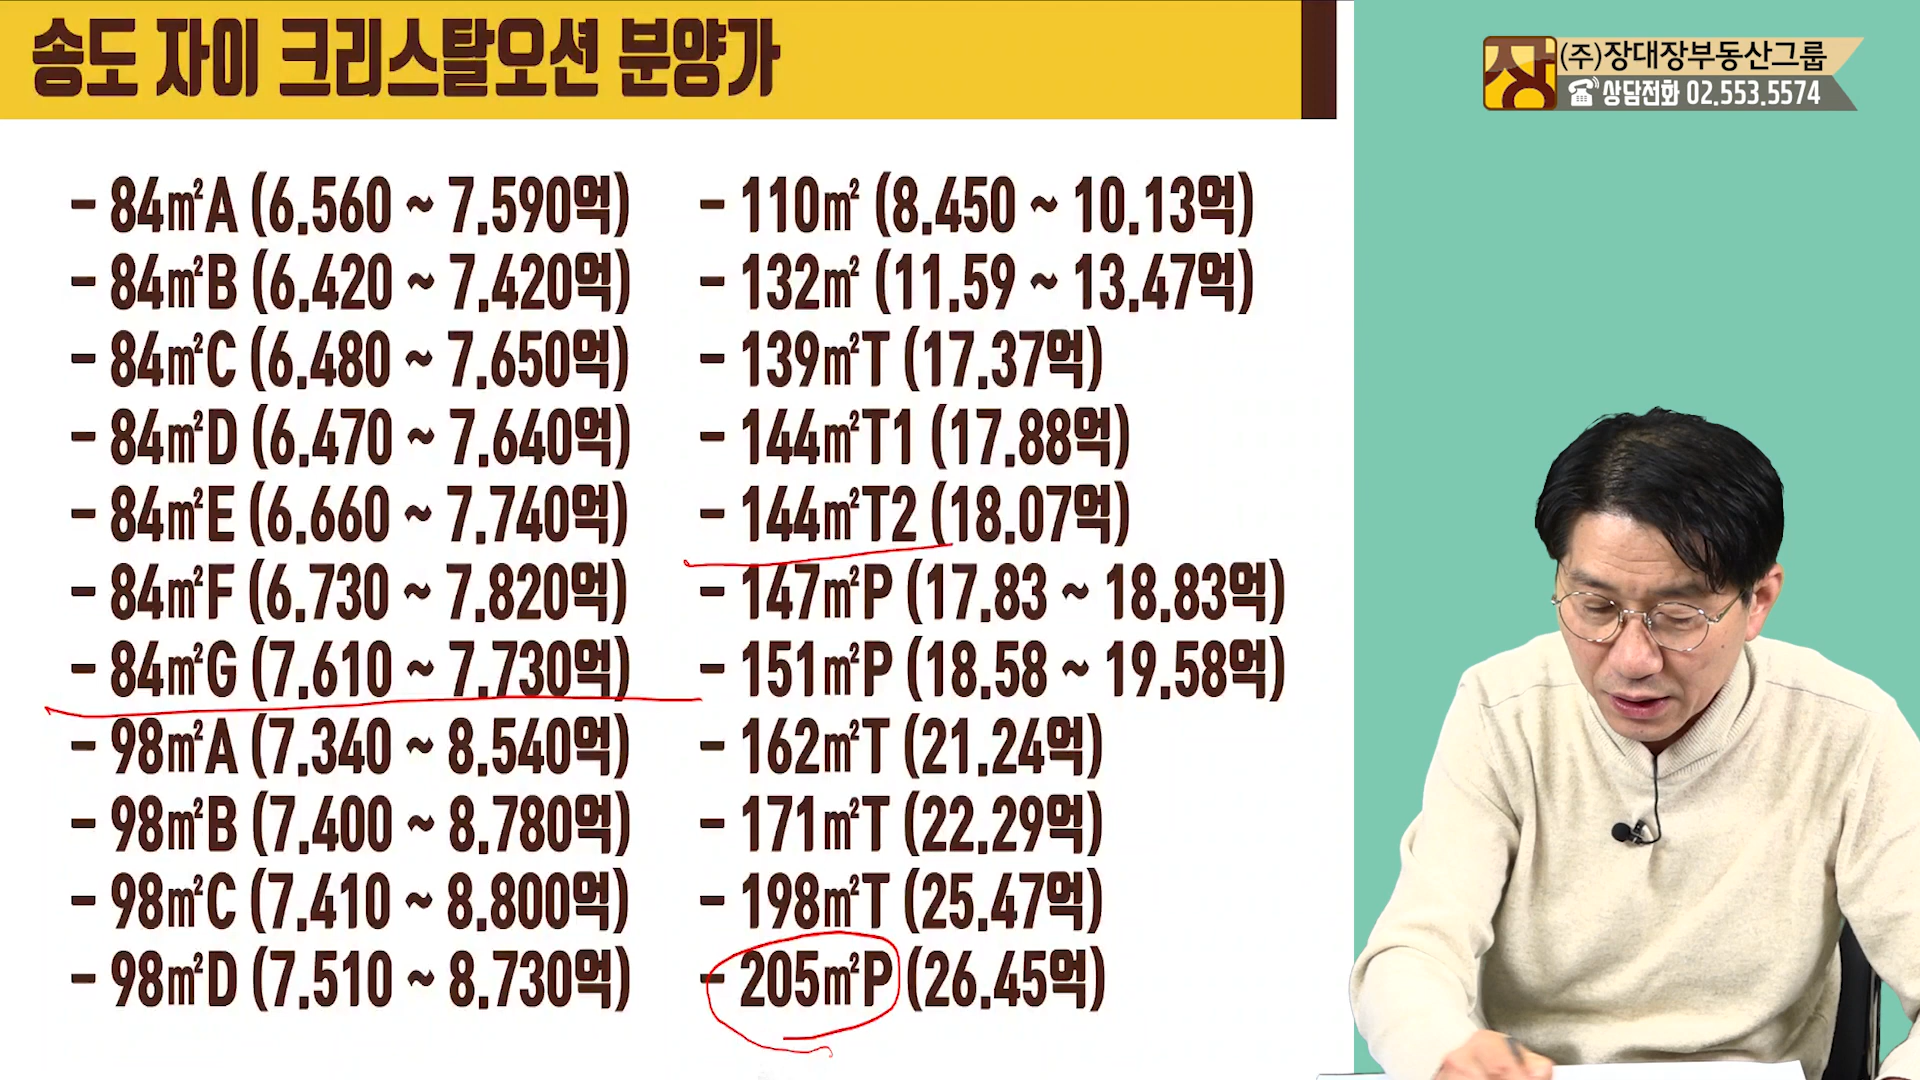 송도 자이 크리스탈오션 분양가
(주)장대장부동산그룹
상담전화 02.553.5574
장
- 84㎡A (6.560 ~ 7.590억)
- 84㎡B (6.420 ~ 7.420억)
- 84㎡C (6.480 ~ 7.650억)
- 84㎡D (6.470 ~ 7.640억)
- 84㎡E (6.660 ~ 7.740억)
- 84㎡F (6.730 ~ 7.820억)
- 84㎡G (7.610 ~ 7.730억)
- 98㎡A (7.340 ~ 8.540억)
- 98㎡B (7.400 ~ 8.780억)
- 98㎡C (7.410 ~ 8.800억)
- 98㎡D (7.510 ~ 8.730억)
- 110㎡ (8.450 ~ 10.13억)
- 132㎡ (11.59 ~ 13.47억)
- 139㎡T (17.37억)
- 144㎡T1 (17.88억)
- 144㎡T2 (18.07억)
- 147㎡P (17.83 ~ 18.83억)
- 151㎡P (18.58 ~ 19.58억)
- 162㎡T (21.24억)
- 171㎡T (22.29억)
- 198㎡T (25.47억)
- 205㎡P (26.45억)